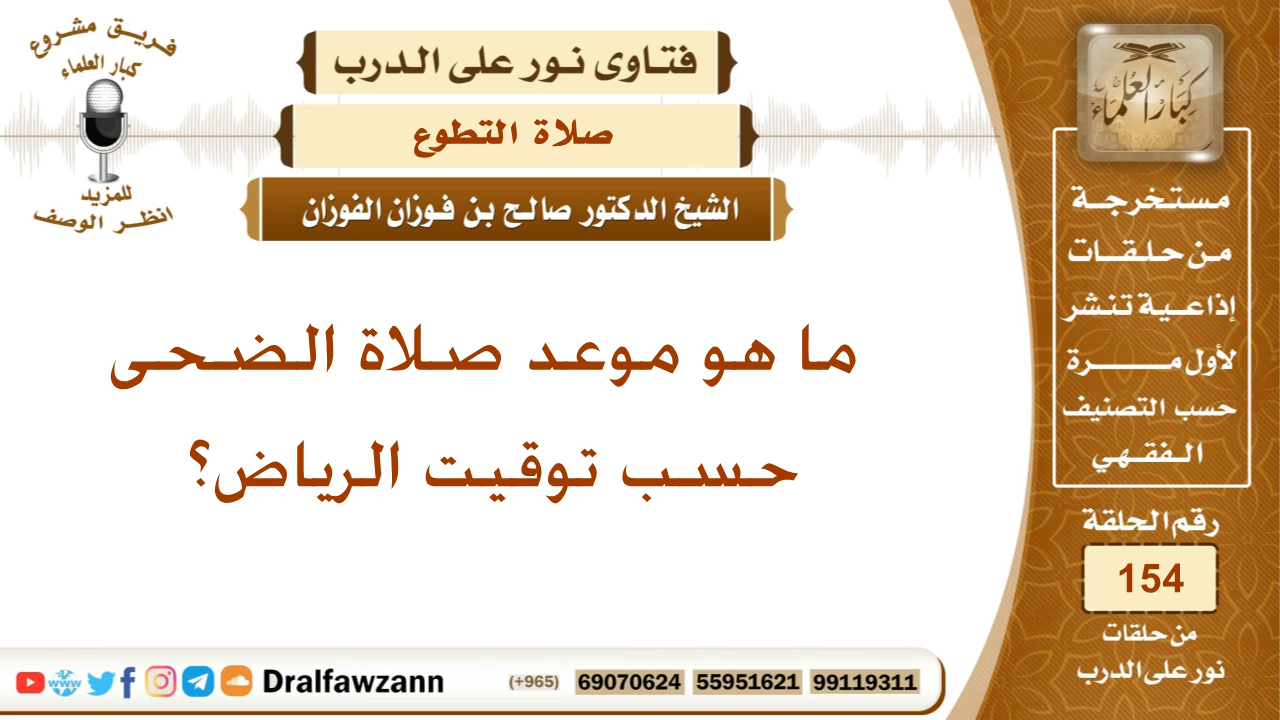 فريق مشروع
كبار العلماء
للمزيد
انظر الوصف
فتاوى نور على الدرب
صلاة التطوع
الشيخ الدكتور صالح بن فوزان الفوزان
ما هو موعد صلاة الضحى
حسب توقيت الرياض؟
كبار العلماء
مستخرجة
من حلقات
إذاعية تنشر
لأول مرة
حسب التصنيف
الفقهي
رقم الحلقة
154
من حلقات
نور على الدرب
www Dralfawzann (+965) 69070624 55951621 99119311